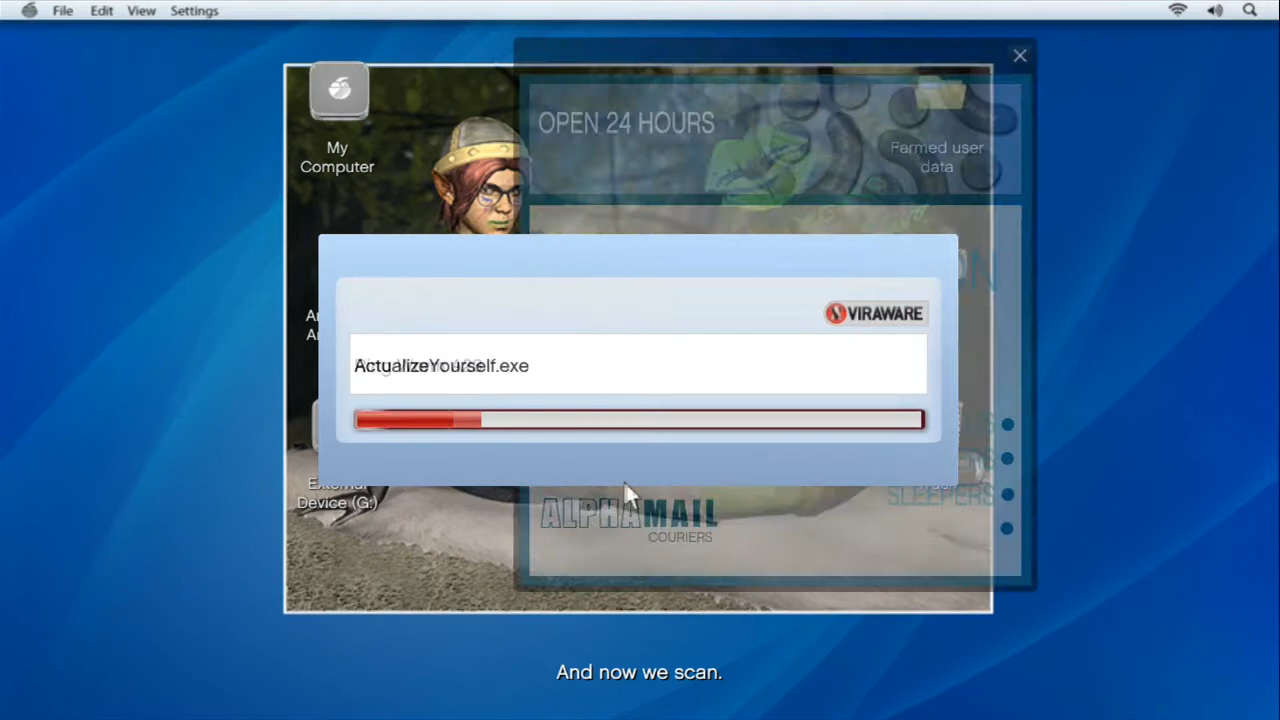 File Edit View Settings
My
Computer
OPEN 24 HOURS
Farmed user
data
VIRAWARE
ActualizeYourself.exe
External
Device (G:)
SLEEPERS
ALPHAMAIL
COURIERS
And now we scan.